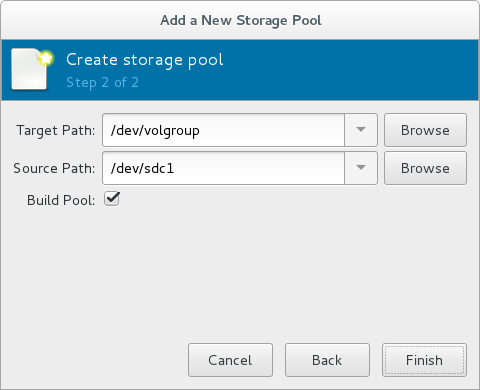 Add a New Storage Pool
Create storage pool
Step 2 of 2
Target Path: /dev/volgroup Browse
Source Path: /dev/sdc1 Browse
Build Pool:
Cancel Back Finish